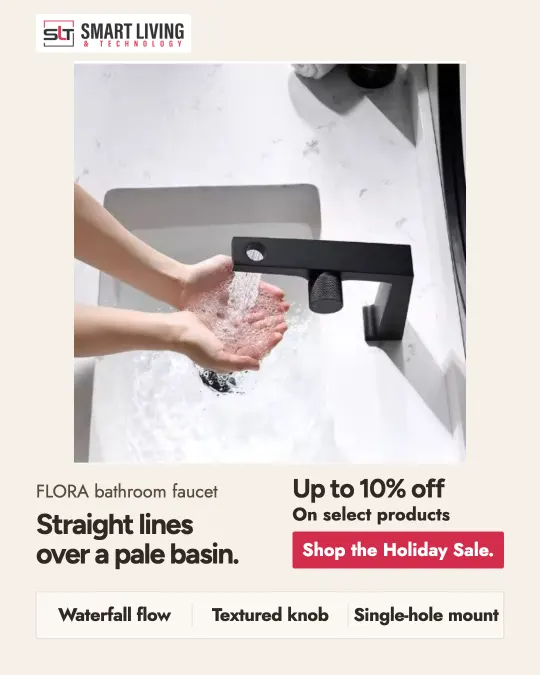 SLT SMART LIVING
& TECHNOLOGY
FLORA bathroom faucet
Straight lines
over a pale basin.
Up to 10% off
On select products
Shop the Holiday Sale.
Waterfall flow
Textured knob
Single-hole mount